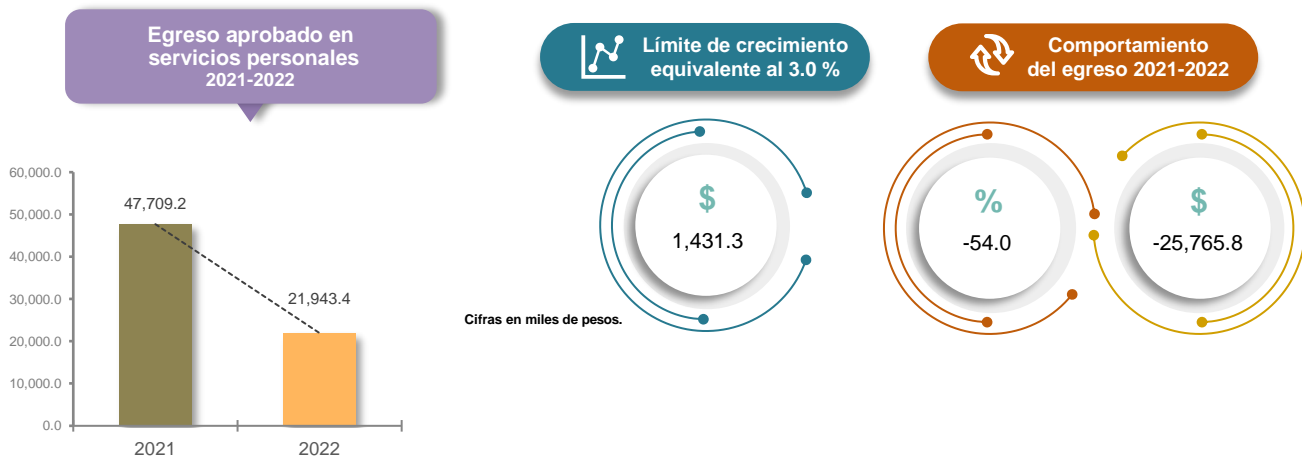 Egreso aprobado en
servicios personales
2021-2022
Límite de crecimiento
equivalente al 3.0 %
Comportamiento
del egreso 2021-2022
60,000.0
50,000.0
40,000.0
30,000.0
20,000.0
10,000.0
0.0
47,709.2
21,943.4
2021
2022
Cifras en miles de pesos.
$
1,431.3
%
-54.0
$
-25,765.8